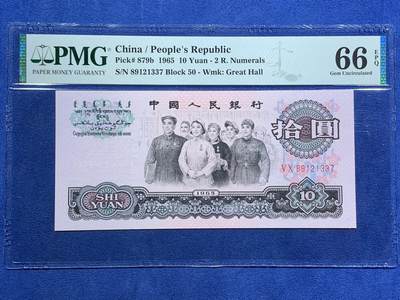 PMG
PAPER MONEY GUARANTY
China / People's Republic
Pick# 879b 1965 10 Yuan - 2 R. Numerals
S/N 89121337 Block 50 - Wmk: Great Hall
66 EPQ
Gem Uncirculated
中國人民銀行
拾圓
VX 89121337
1965
SHI
YUAN
10